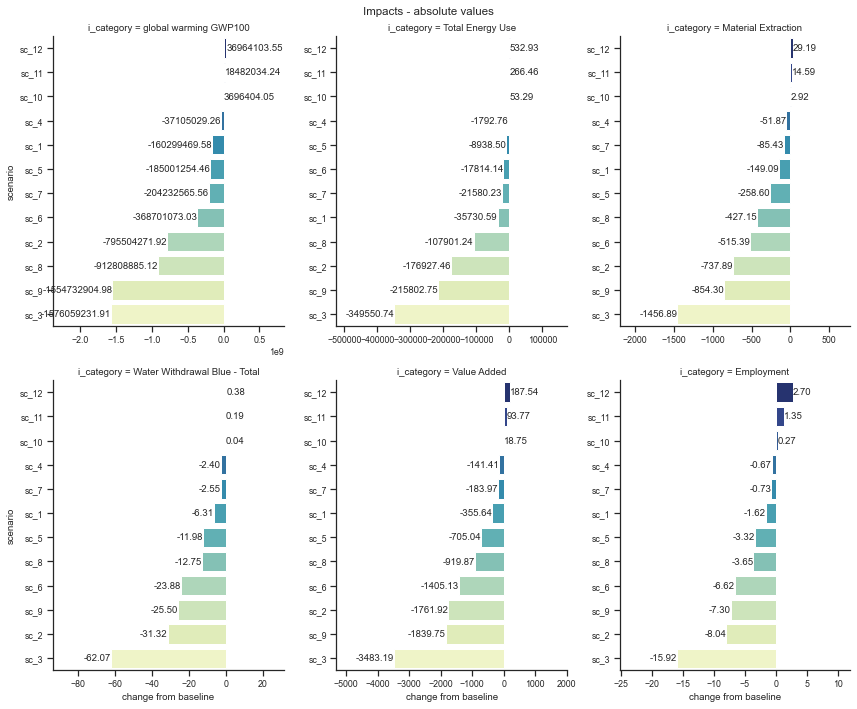 Impacts - absolute values
i_category = global warming GWP100
sc_12 36964103.55
sc_11 18482034.24
sc_10 3696404.05
sc_4 -37105029.26
sc_1 -160299469.58
sc_5 -185001254.46
sc_7 -204232565.56
sc_6 -368701073.03
sc_2 -795504271.92
sc_8 -912808885.12
sc_9 -1554732904.98
sc_3 -1576059231.91
scenario
−2.0 −1.5 −1.0 −0.5 0.0 0.5
1e9
i_category = Total Energy Use
sc_12 532.93
sc_11 266.46
sc_10 53.29
sc_4 -1792.76
sc_5 -8938.50
sc_6 -17814.14
sc_7 -21580.23
sc_1 -35730.59
sc_8 -107901.24
sc_2 -176927.46
sc_9 -215802.75
sc_3 -349550.74
−500000 −400000 −300000 −200000 −100000 0 100000
i_category = Material Extraction
sc_12 29.19
sc_11 14.59
sc_10 2.92
sc_4 -51.87
sc_7 -85.43
sc_1 -149.09
sc_5 -258.60
sc_8 -427.15
sc_6 -515.39
sc_2 -737.89
sc_9 -854.30
sc_3 -1456.89
−2000 −1500 −1000 −500 0 500
i_category = Water Withdrawal Blue - Total
sc_12 0.38
sc_11 0.19
sc_10 0.04
sc_4 -2.40
sc_7 -2.55
sc_1 -6.31
sc_5 -11.98
sc_8 -12.75
sc_6 -23.88
sc_9 -25.50
sc_2 -31.32
sc_3 -62.07
scenario
−80 −60 −40 −20 0 20
change from baseline
i_category = Value Added
sc_12 187.54
sc_11 93.77
sc_10 18.75
sc_4 -141.41
sc_7 -183.97
sc_1 -355.64
sc_5 -705.04
sc_8 -919.87
sc_6 -1405.13
sc_2 -1761.92
sc_9 -1839.75
sc_3 -3483.19
−5000 −4000 −3000 −2000 −1000 0 1000 2000
change from baseline
i_category = Employment
sc_12 2.70
sc_11 1.35
sc_10 0.27
sc_4 -0.67
sc_7 -0.73
sc_1 -1.62
sc_5 -3.32
sc_8 -3.65
sc_6 -6.62
sc_9 -7.30
sc_2 -8.04
sc_3 -15.92
−25 −20 −15 −10 −5 0 5 10
change from baseline